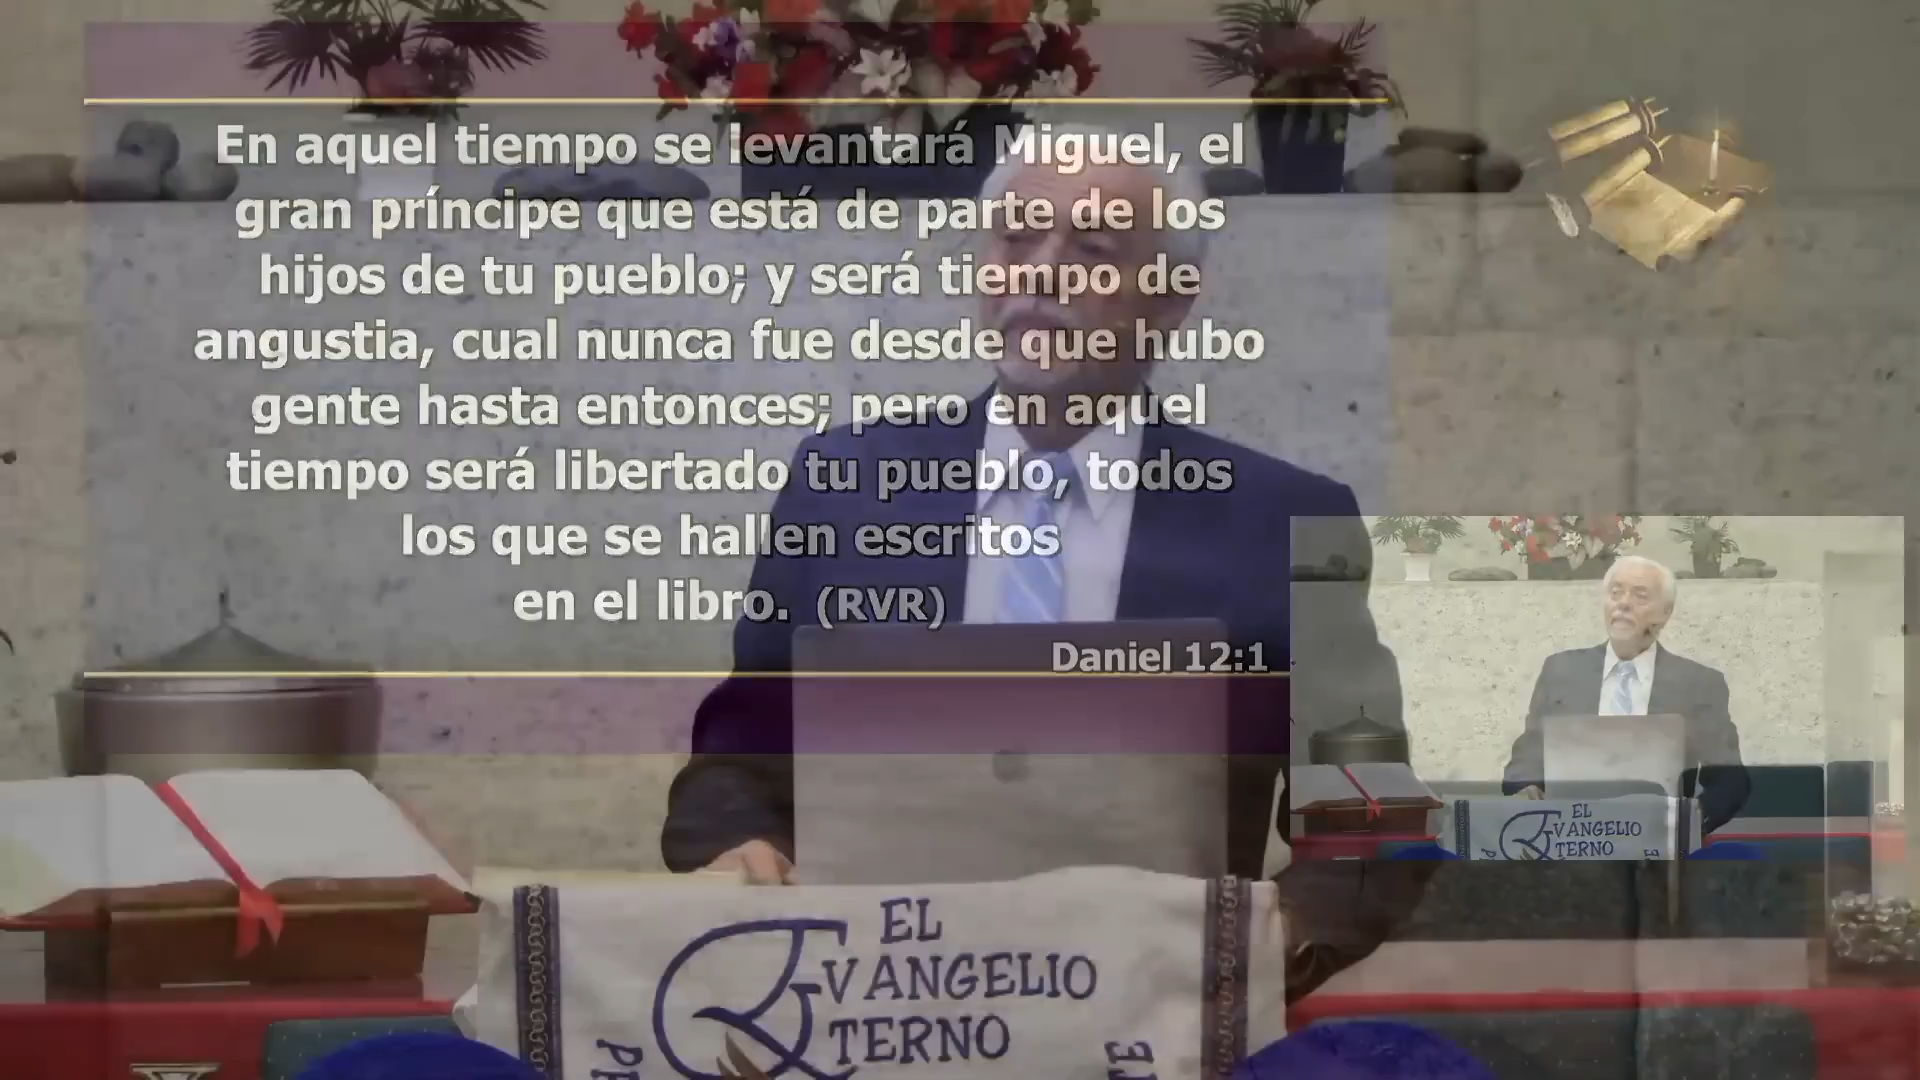 En aquel tiempo se levantará Miguel, el
gran príncipe que está de parte de los
hijos de tu pueblo; y será tiempo de
angustia, cual nunca fue desde que hubo
gente hasta entonces; pero en aquel
tiempo será libertado tu pueblo, todos
los que se hallen escritos
en el libro. (RVR)
Daniel 12:1
EL
VANGELIO
TERNO
EL
VANGELIO
TERNO